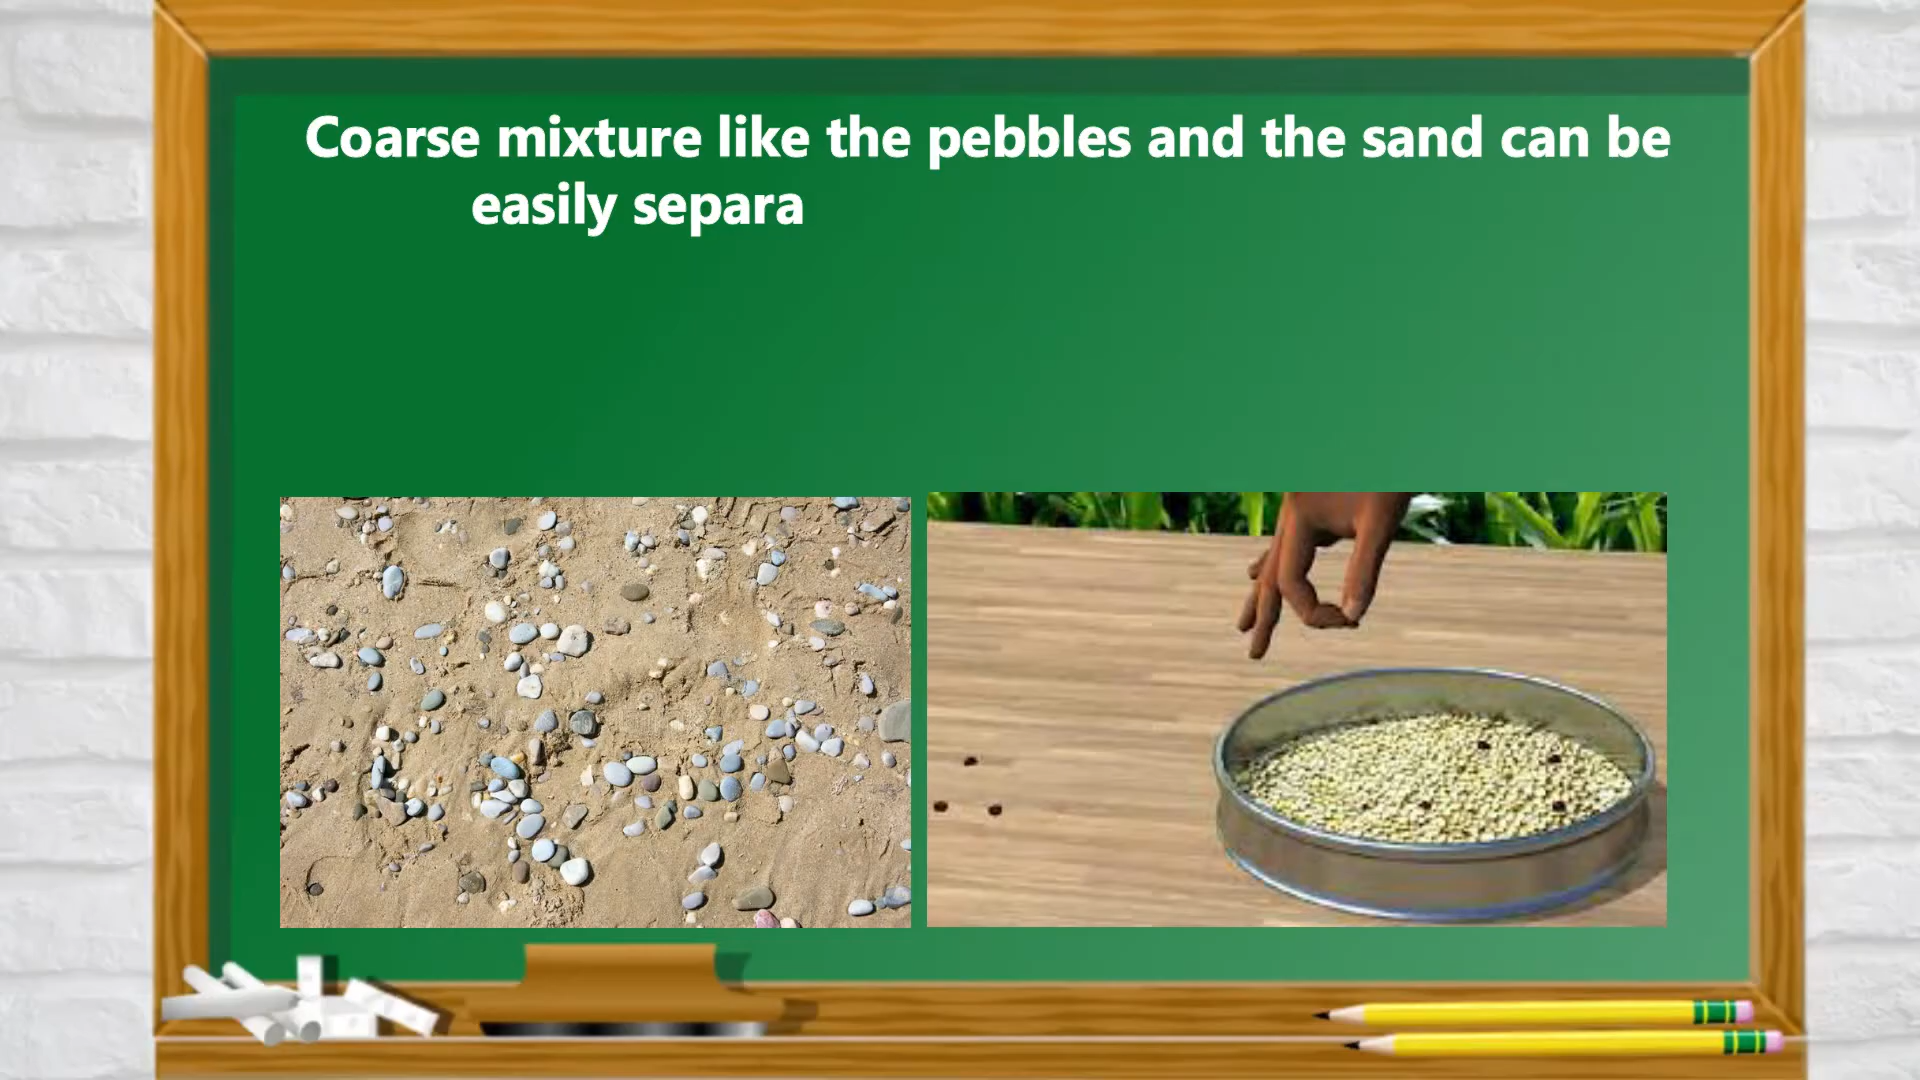 Coarse mixture like the pebbles and the sand can be
easily separa